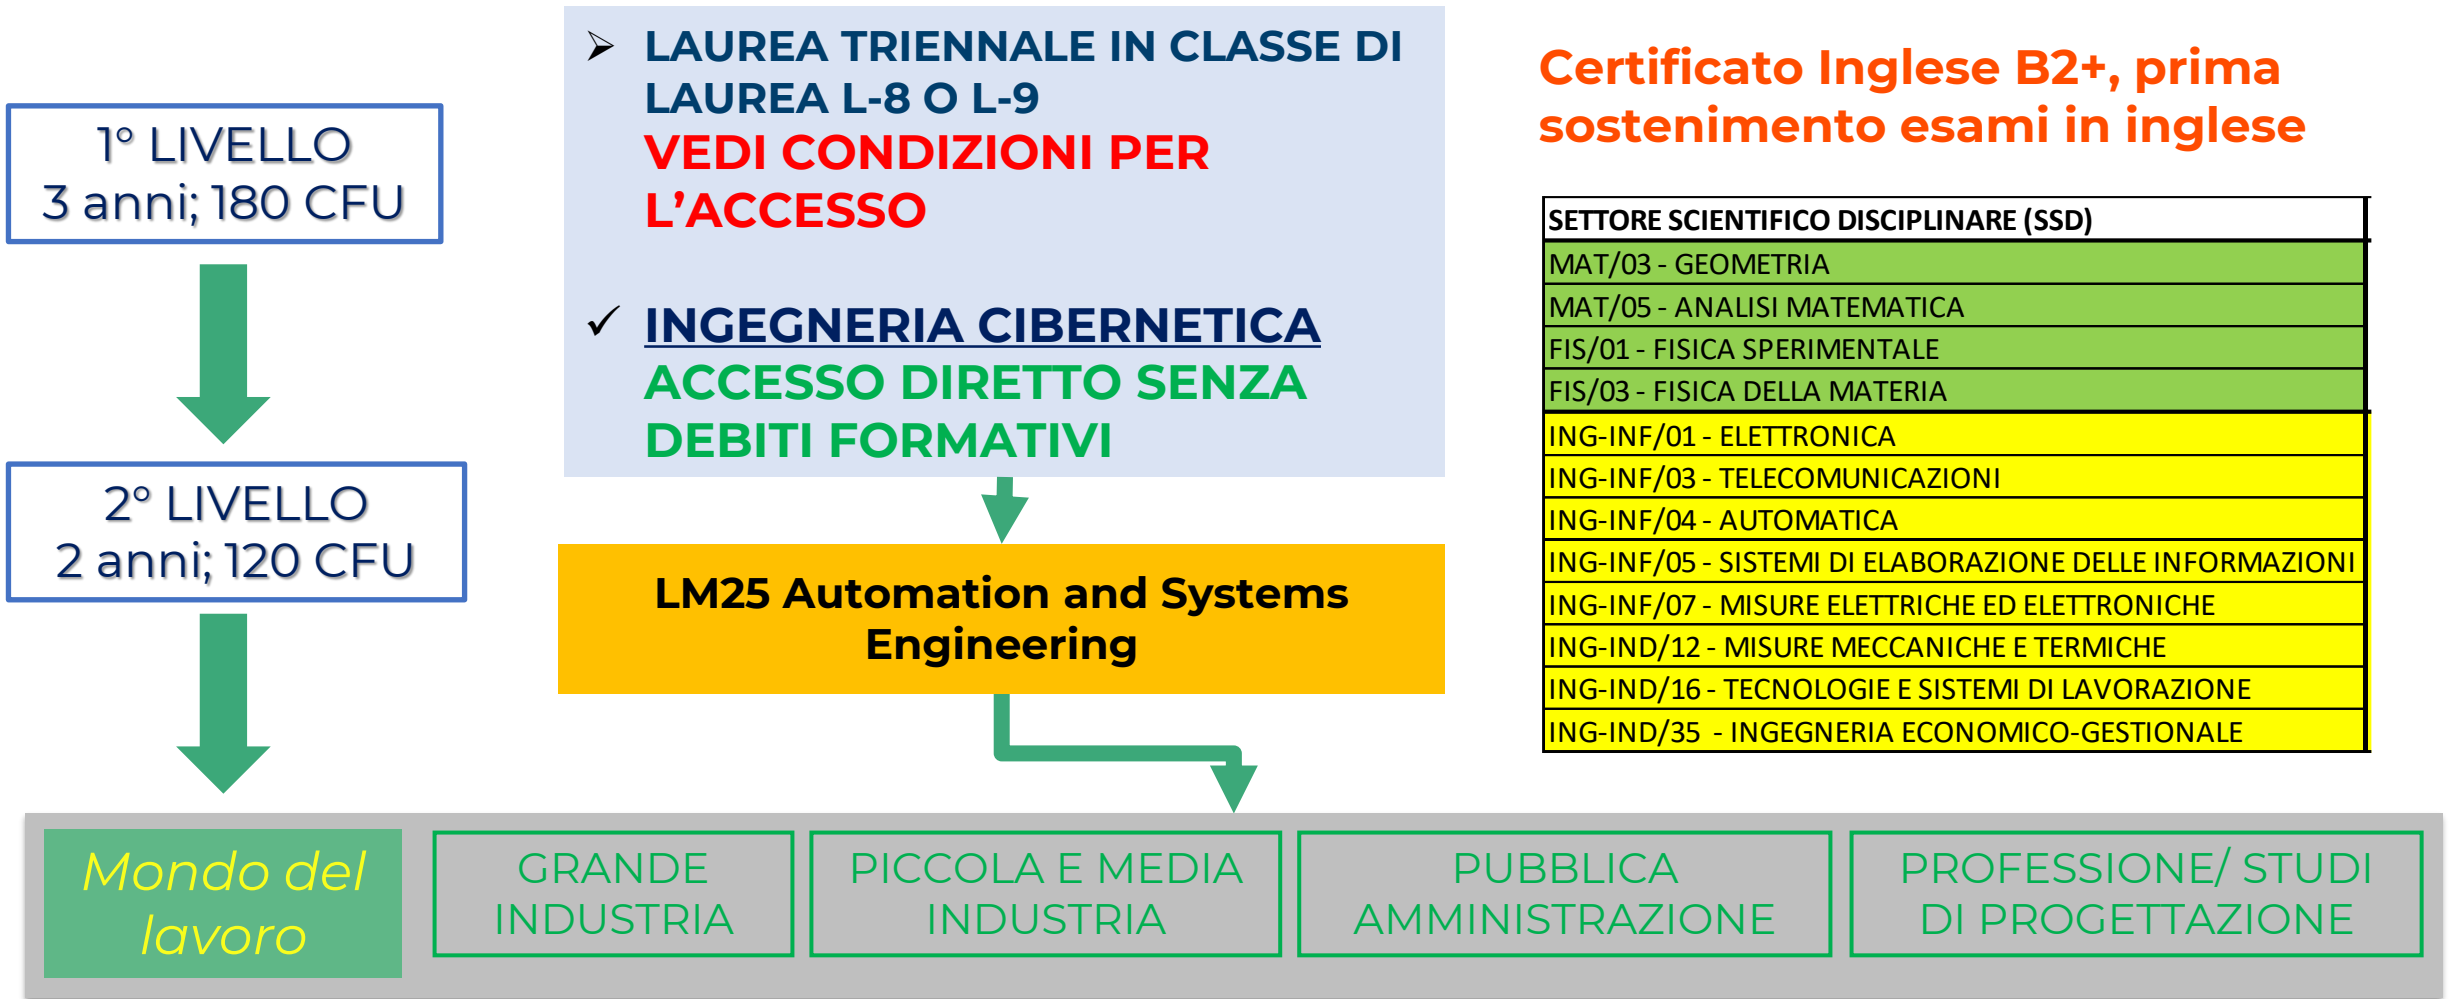 1° LIVELLO
3 anni; 180 CFU
2° LIVELLO
2 anni; 120 CFU
➢ LAUREA TRIENNALE IN CLASSE DI
LAUREA L-8 O L-9
VEDI CONDIZIONI PER
L’ACCESSO
✓ INGEGNERIA CIBERNETICA
ACCESSO DIRETTO SENZA
DEBITI FORMATIVI
LM25 Automation and Systems
Engineering
Certificato Inglese B2+, prima
sostenimento esami in inglese
SETTORE SCIENTIFICO DISCIPLINARE (SSD)
MAT/03 - GEOMETRIA
MAT/05 - ANALISI MATEMATICA
FIS/01 - FISICA SPERIMENTALE
FIS/03 - FISICA DELLA MATERIA
ING-INF/01 - ELETTRONICA
ING-INF/03 - TELECOMUNICAZIONI
ING-INF/04 - AUTOMATICA
ING-INF/05 - SISTEMI DI ELABORAZIONE DELLE INFORMAZIONI
ING-INF/07 - MISURE ELETTRICHE ED ELETTRONICHE
ING-IND/12 - MISURE MECCANICHE E TERMICHE
ING-IND/16 - TECNOLOGIE E SISTEMI DI LAVORAZIONE
ING-IND/35 - INGEGNERIA ECONOMICO-GESTIONALE
Mondo del
lavoro
GRANDE
INDUSTRIA
PICCOLA E MEDIA
INDUSTRIA
PUBBLICA
AMMINISTRAZIONE
PROFESSIONE/ STUDI
DI PROGETTAZIONE